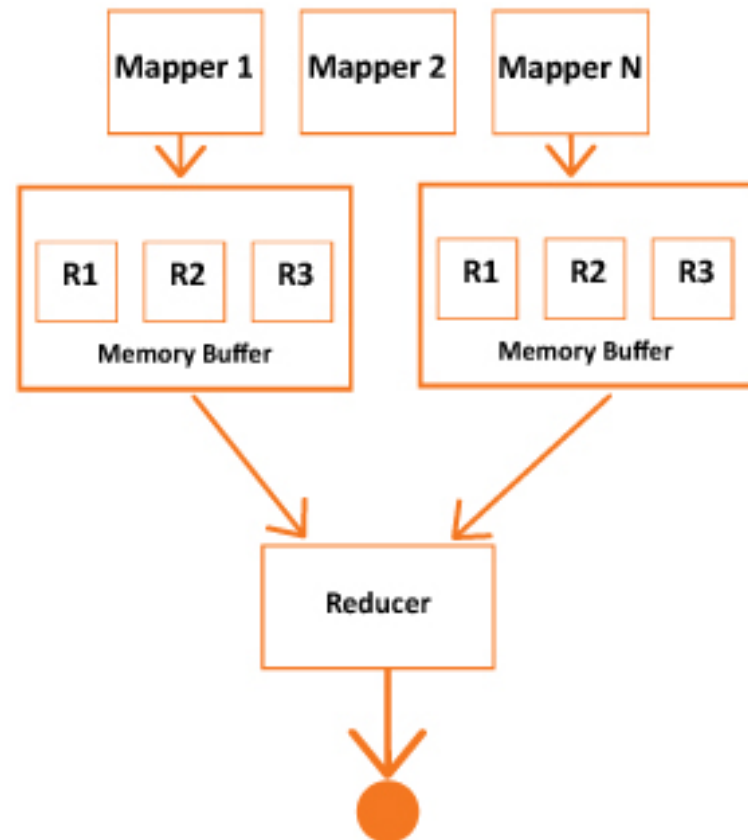 Mapper 1
Mapper 2
Mapper N
R1 R2 R3
Memory Buffer
R1 R2 R3
Memory Buffer
Reducer